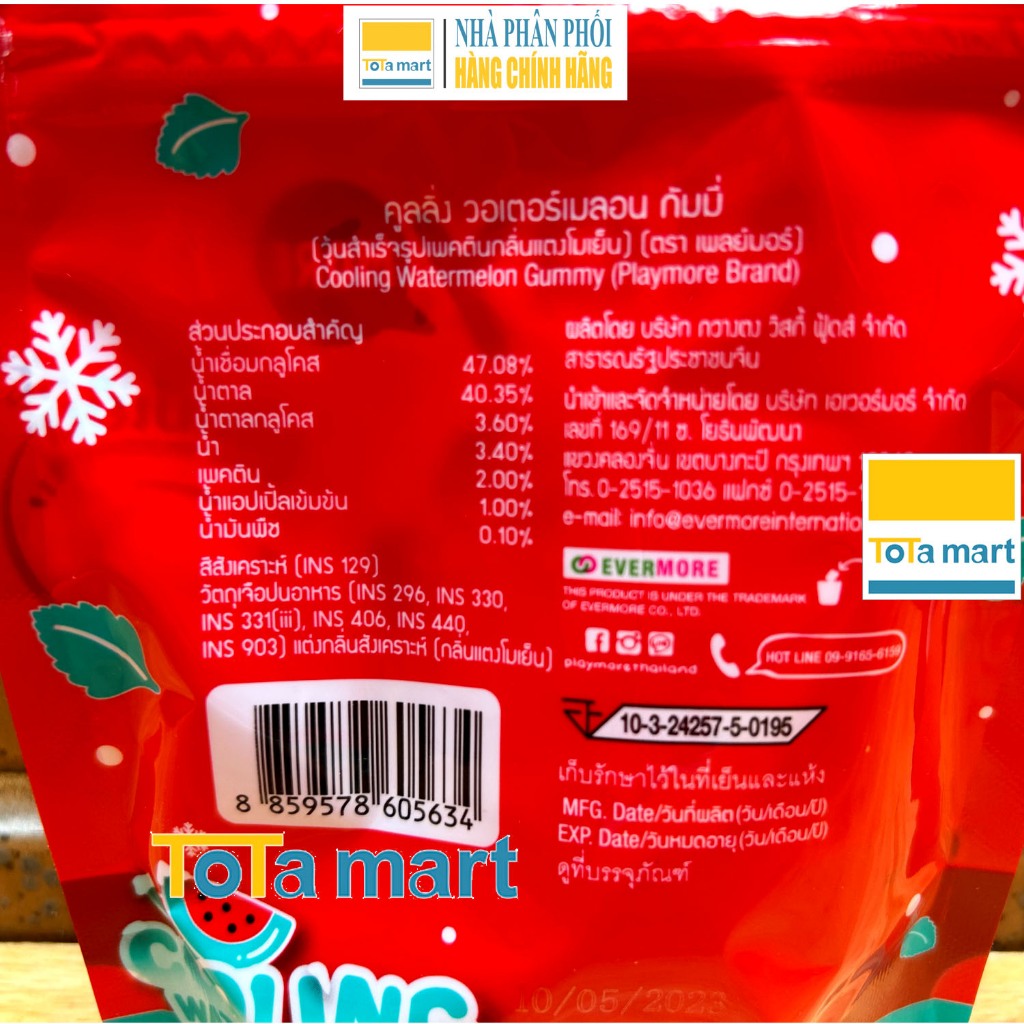 ToTa mart
NHÀ PHÂN PHỐI
HÀNG CHÍNH HÃNG
คูลลิ่ง วอเตอร์เมลอน กัมมี่
(วุ้นสำเร็จรูปเพคตินกลิ่นแตงโมเย็น) (ตรา เพลย์มอร์)
Cooling Watermelon Gummy (Playmore Brand)
ส่วนประกอบสำคัญ
น้ำเชื่อมกลูโคส 47.08%
น้ำตาล 40.35%
น้ำตาลกลูโคส 3.60%
น้ำ 3.40%
เพคติน 2.00%
น้ำแอปเปิ้ลเข้มข้น 1.00%
น้ำมันพืช 0.10%
สีสังเคราะห์ (INS 129)
วัตถุเจือปนอาหาร (INS 296, INS 330,
INS 331(iii), INS 406, INS 440,
INS 903) แต่งกลิ่นสังเคราะห์ (กลิ่นแตงโมเย็น)
ผลิตโดย บริษัท กวางตง วิสกี้ ฟู้ดส์ จำกัด
สาธารณรัฐประชาชนจีน
นำเข้าและจัดจำหน่ายโดย บริษัท เอเวอร์มอร์ จำกัด
เลขที่ 169/11 ซ. โยธินพัฒนา
แขวงคลองจั่น เขตบางกะปิ กรุงเทพฯ
โทร. 0-2515-1036 แฟกซ์ 0-2515-
e-mail: info@evermoreinternatio
ToTa mart
EVERMORE
THIS PRODUCT IS UNDER THE TRADEMARK
OF EVERMORE CO., LTD.
playmorethailand
HOT LINE 09-9165-6159
10-3-24257-5-0195
เก็บรักษาไว้ในที่เย็นและแห้ง
MFG. Date/วันที่ผลิต (วัน/เดือน/ปี)
EXP. Date/วันหมดอายุ (วัน/เดือน/ปี)
ดูที่บรรจุภัณฑ์
8 859578 605634
ToTa mart
COOLING
10/05/2023